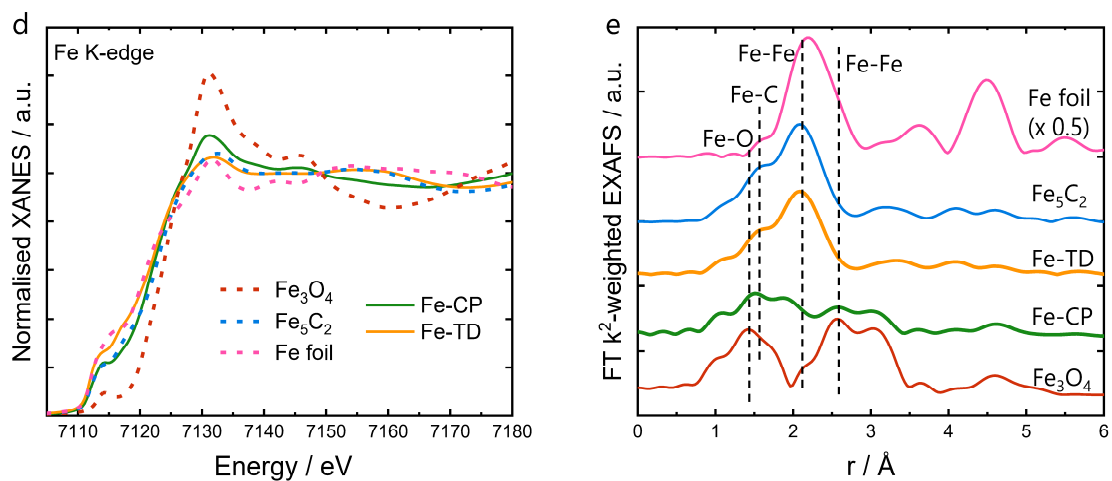 d
Fe K-edge
Normalised XANES / a.u.
Fe₃O₄
Fe₅C₂
Fe foil
Fe-CP
Fe-TD
7110 7120 7130 7140 7150 7160 7170 7180
Energy / eV
e
FT k²-weighted EXAFS / a.u.
Fe-Fe
Fe-Fe
Fe-C
Fe-O
Fe foil
(x 0.5)
Fe₅C₂
Fe-TD
Fe-CP
Fe₃O₄
0 1 2 3 4 5 6
r / Å